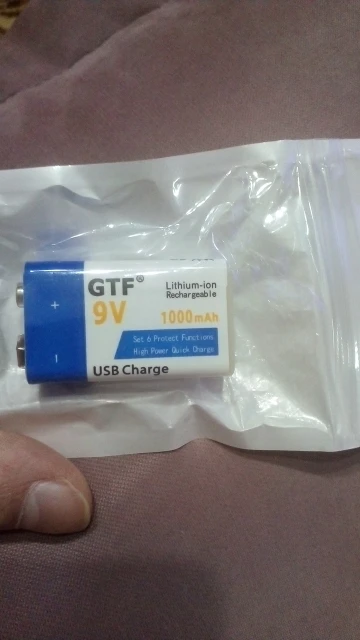 GTF®
9V
+
-
Lithium-ion
Rechargeable
1000mAh
Set 6 Protect Functions
High Power Quick Charge
USB Charge